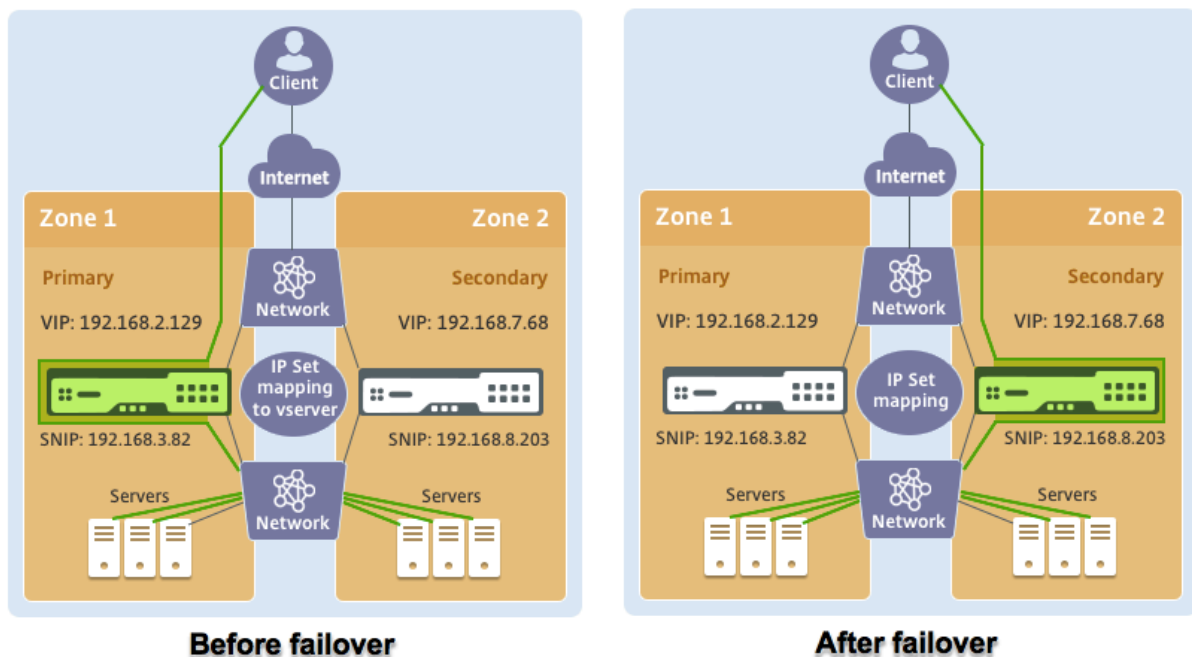 Client
Internet
Zone 1
Zone 2
Primary
Secondary
Network
VIP: 192.168.2.129
VIP: 192.168.7.68
IP Set
mapping
to vserver
SNIP: 192.168.3.82
SNIP: 192.168.8.203
Servers
Servers
Network
Before failover
Client
Internet
Zone 1
Zone 2
Primary
Secondary
Network
VIP: 192.168.2.129
VIP: 192.168.7.68
IP Set
mapping
SNIP: 192.168.3.82
SNIP: 192.168.8.203
Servers
Servers
Network
After failover